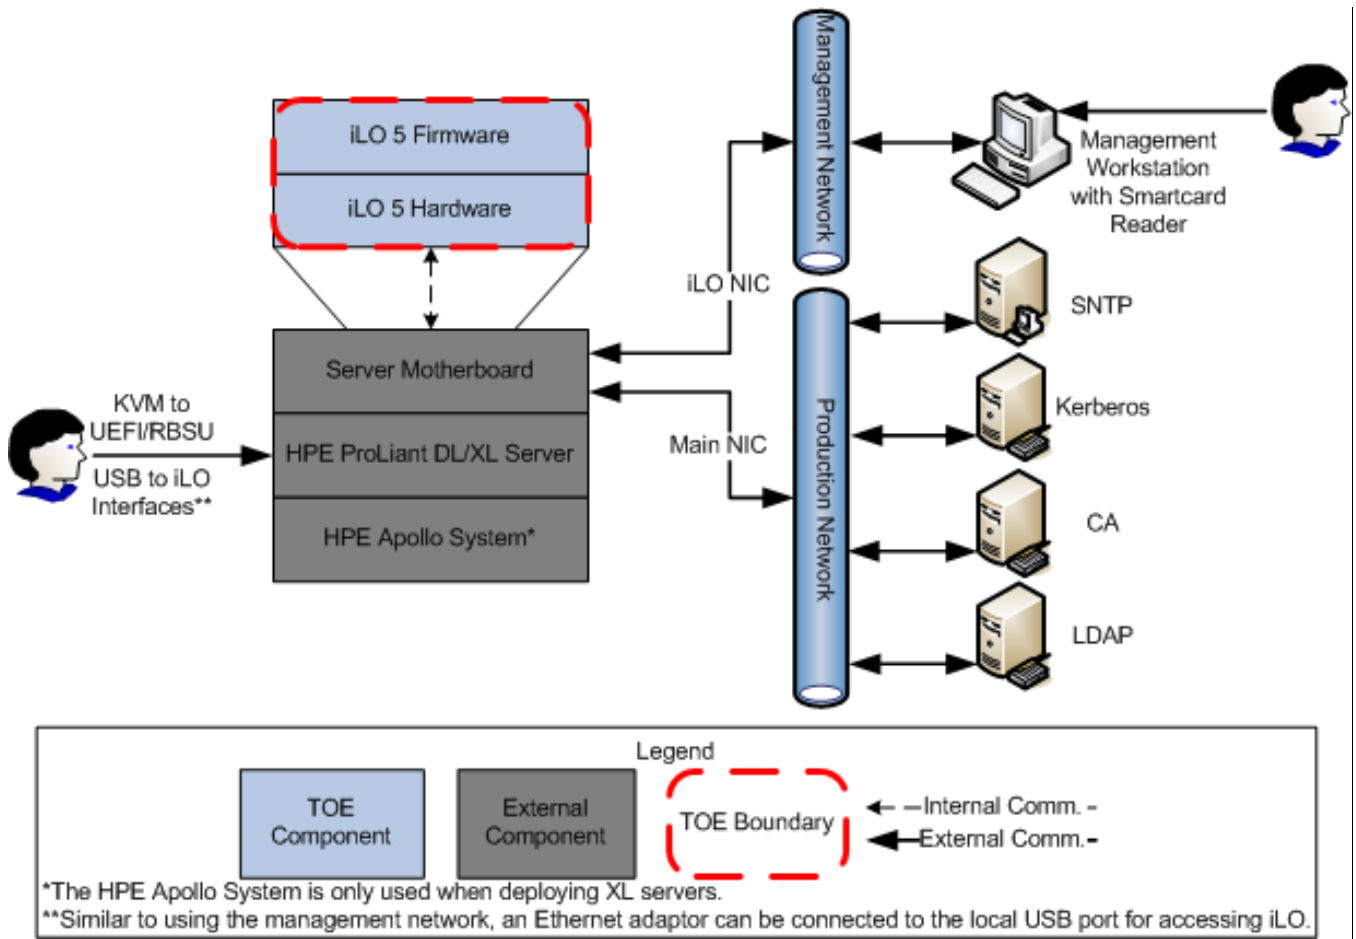 Management Network
iLO 5 Firmware
iLO 5 Hardware
Management
Workstation
with Smartcard
Reader
iLO NIC
SNTP
Server Motherboard
KVM to
UEFI/RBSU
USB to iLO
Interfaces**
HPE ProLiant DL/XL Server
HPE Apollo System*
Main NIC
Production Network
Kerberos
CA
LDAP
Legend
TOE
Component
External
Component
TOE Boundary
Internal Comm.
External Comm.
*The HPE Apollo System is only used when deploying XL servers.
**Similar to using the management network, an Ethernet adaptor can be connected to the local USB port for accessing iLO.